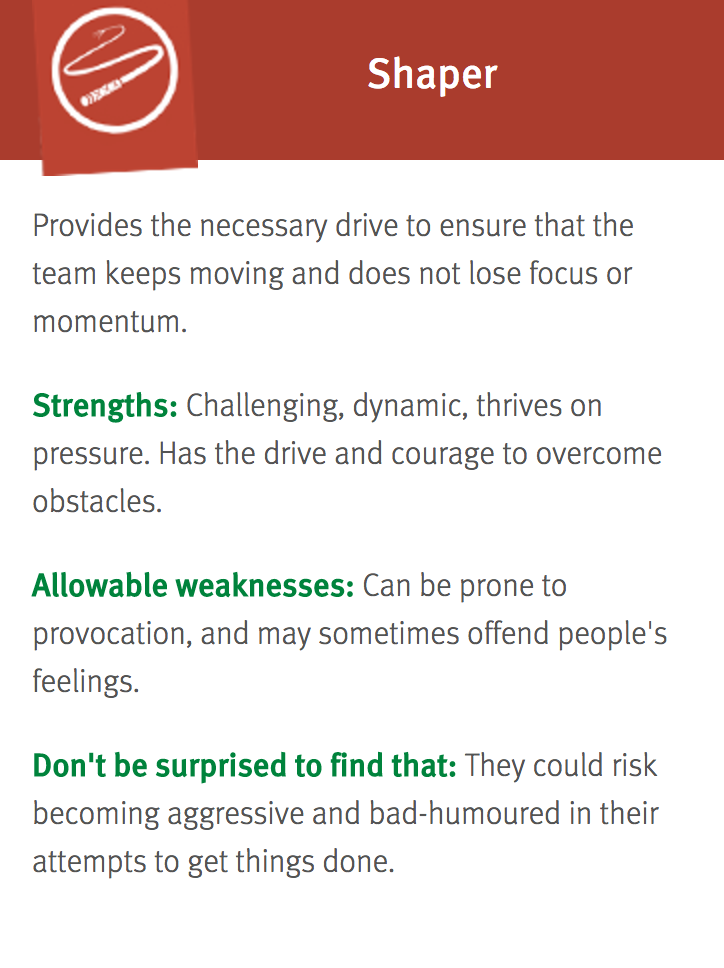 Shaper
Provides the necessary drive to ensure that the
team keeps moving and does not lose focus or
momentum.
Strengths: Challenging, dynamic, thrives on
pressure. Has the drive and courage to overcome
obstacles.
Allowable weaknesses: Can be prone to
provocation, and may sometimes offend people's
feelings.
Don't be surprised to find that: They could risk
becoming aggressive and bad-humoured in their
attempts to get things done.